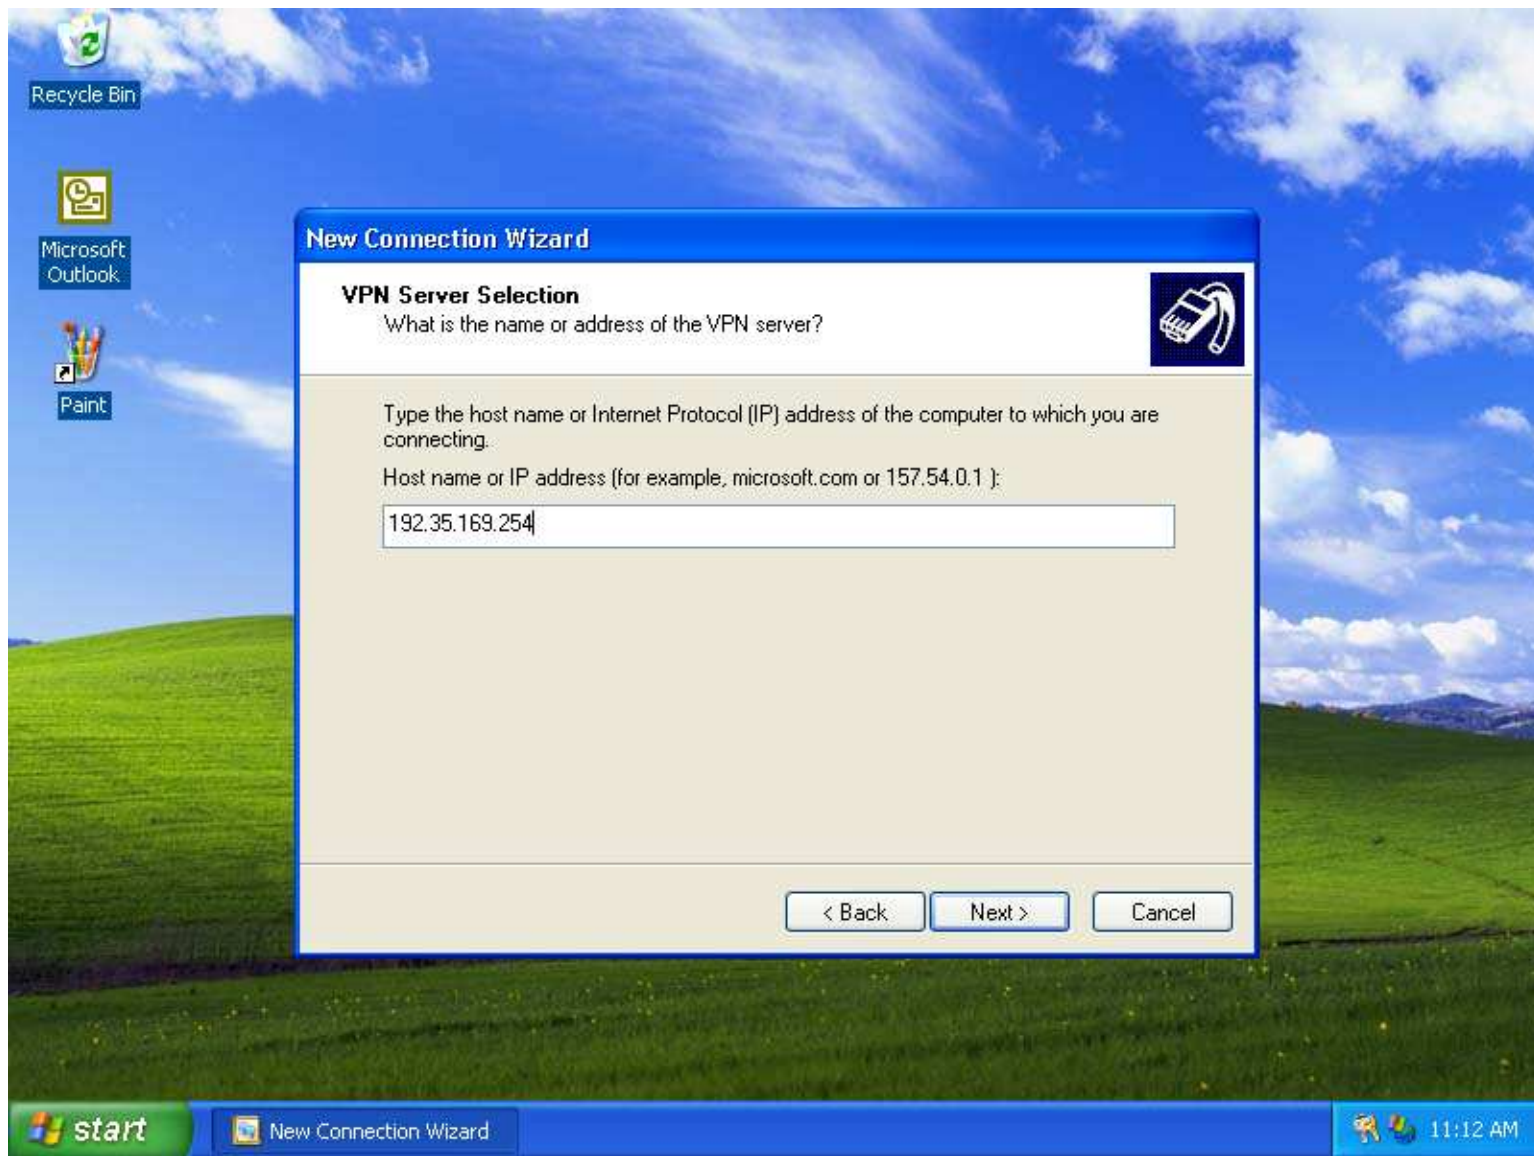 Recycle Bin
Microsoft
Outlook
Paint
New Connection Wizard
VPN Server Selection
What is the name or address of the VPN server?
Type the host name or Internet Protocol (IP) address of the computer to which you are
connecting.
Host name or IP address (for example, microsoft.com or 157.54.0.1 ):
192.35.169.254
< Back
Next >
Cancel
start
New Connection Wizard
11:12 AM